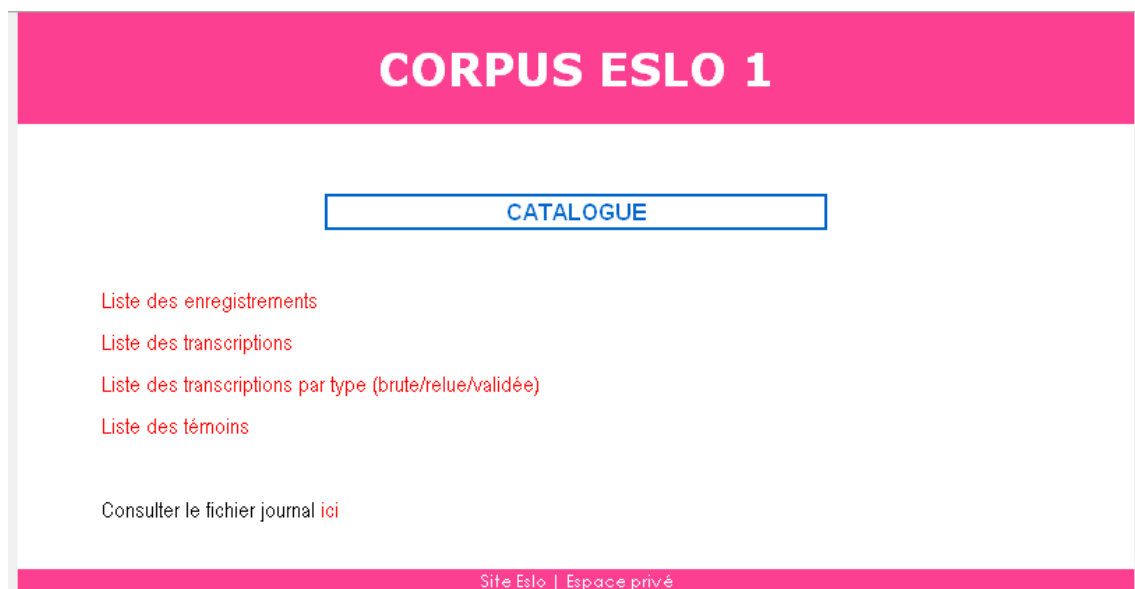 CORPUS ESLO 1
CATALOGUE
Liste des enregistrements
Liste des transcriptions
Liste des transcriptions par type (brute/relue/validée)
Liste des témoins
Consulter le fichier journal ici
Site Eslo | Espace privé